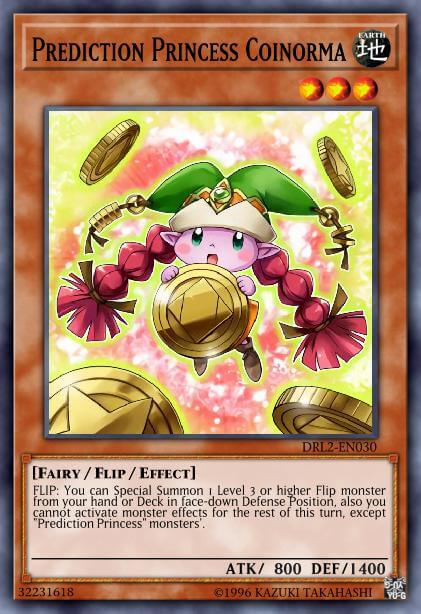 PREDICTION PRINCESS COINORMA
EARTH
地
DRL2-EN030
[FAIRY / FLIP / EFFECT]
FLIP: You can Special Summon 1 Level 3 or higher Flip monster
from your hand or Deck in face-down Defense Position, also you
cannot activate monster effects for the rest of this turn, except
"Prediction Princess" monsters'.
ATK/ 800 DEF/1400
32231618
©1996 KAZUKI TAKAHASHI